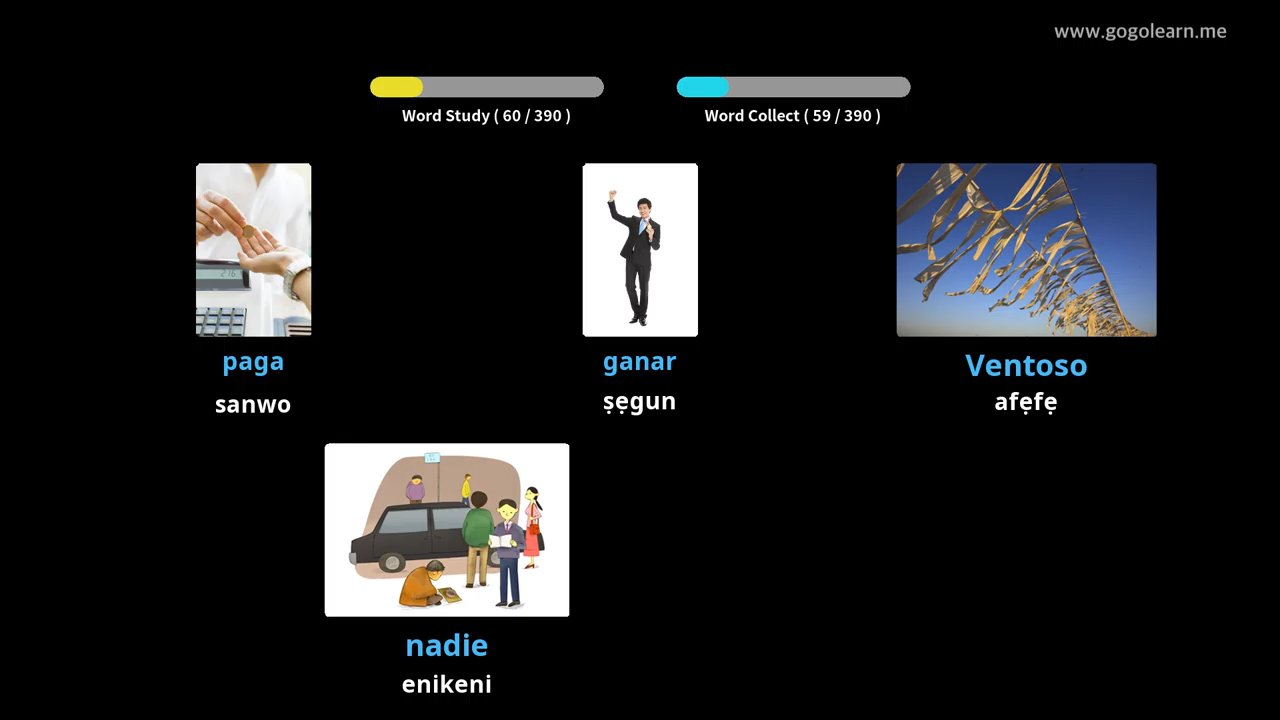 www.gogolearn.me
Word Study ( 60 / 390 )
Word Collect ( 59 / 390 )
paga
ganar
Ventoso
sanwo
ṣẹgun
afẹfẹ
nadie
enikeni